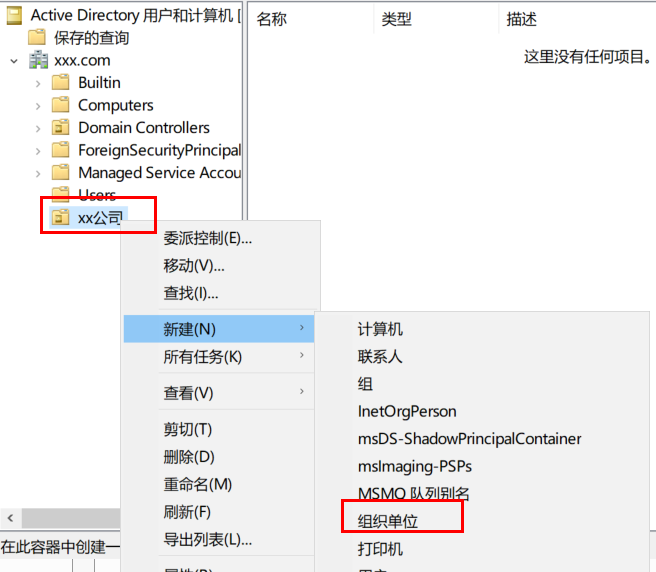 Active Directory 用户和计算机 [
保存的查询
xxx.com
Builtin
Computers
Domain Controllers
ForeignSecurityPrincipal
Managed Service Accou
Users
xx公司
名称 类型 描述
这里没有任何项目。
委派控制(E)...
移动(V)...
查找(I)...
新建(N)
所有任务(K)
查看(V)
剪切(T)
删除(D)
重命名(M)
刷新(F)
导出列表(L)...
属性(R)
计算机
联系人
组
InetOrgPerson
msDS-ShadowPrincipalContainer
msImaging-PSPs
MSMQ 队列别名
组织单位
打印机
在此容器中创建一